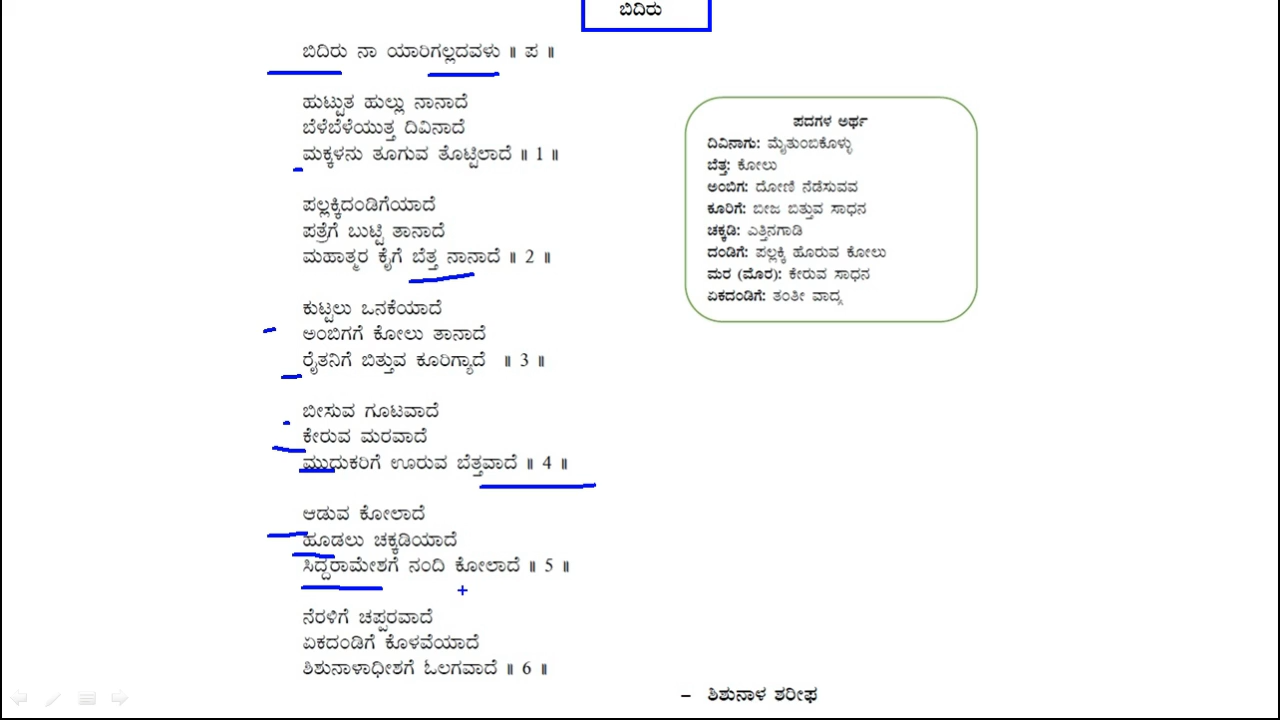 ಬಿದಿರು
ಬಿದಿರು ನಾ ಯಾರಿಗಲ್ಲದವಳು ॥ ಪ ॥
ಹುಟ್ಟುತ ಹುಲ್ಲು ನಾನಾದೆ
ಬೆಳೆಬೆಳೆಯುತ್ತ ದಿವಿನಾದೆ
ಮಕ್ಕಳನು ತೂಗುವ ತೊಟ್ಟಿಲಾದೆ ॥ 1 ॥
ಪಲ್ಲಕ್ಕಿದಂಡಿಗೆಯಾದೆ
ಪತ್ರೆಗೆ ಬುಟ್ಟಿ ತಾನಾದೆ
ಮಹಾತ್ಮರ ಕೈಗೆ ಬೆತ್ತ ನಾನಾದೆ ॥ 2 ॥
ಕುಟ್ಟಲು ಒನಕೆಯಾದೆ
ಅಂಬಿಗಗೆ ಕೋಲು ತಾನಾದೆ
ರೈತನಿಗೆ ಬಿತ್ತುವ ಕೂರಿಗ್ಯಾದೆ ॥ 3 ॥
ಬೀಸುವ ಗೂಟವಾದೆ
ಕೇರುವ ಮರವಾದೆ
ಮುದುಕರಿಗೆ ಊರುವ ಬೆತ್ತವಾದೆ ॥ 4 ॥
ಆಡುವ ಕೋಲಾದೆ
ಹೂಡಲು ಚಕ್ಕಡಿಯಾದೆ
ಸಿದ್ದರಾಮೇಶಗೆ ನಂದಿ ಕೋಲಾದೆ ॥ 5 ॥
ನೆರಳಿಗೆ ಚಪ್ಪರವಾದೆ
ಏಕದಂಡಿಗೆ ಕೊಳವೆಯಾದೆ
ಶಿಶುನಾಳಾಧೀಶಗೆ ಓಲಗವಾದೆ ॥ 6 ॥
– ಶಿಶುನಾಳ ಶರೀಫ
ಪದಗಳ ಅರ್ಥ
ದಿವಿನಾಗು: ಮೈತುಂಬಿಕೊಳ್ಳು
ಬೆತ್ತ: ಕೋಲು
ಅಂಬಿಗ: ದೋಣಿ ನೆಡೆಸುವವ
ಕೂರಿಗೆ: ಬೀಜ ಬಿತ್ತುವ ಸಾಧನ
ಚಕ್ಕಡಿ: ಎತ್ತಿನಗಾಡಿ
ದಂಡಿಗೆ: ಪಲ್ಲಕ್ಕಿ ಹೊರುವ ಕೋಲು
ಮರ (ಮೊರ): ಕೇರುವ ಸಾಧನ
ಏಕದಂಡಿಗೆ: ತಂತೀ ವಾದ್ಯ